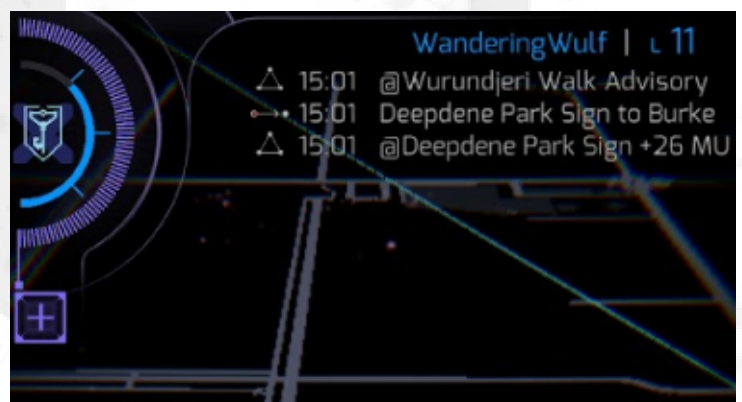 WanderingWulf | L 11
15:01 @Wurundjeri Walk Advisory
15:01 Deepdene Park Sign to Burke
15:01 @Deepdene Park Sign +26 MU